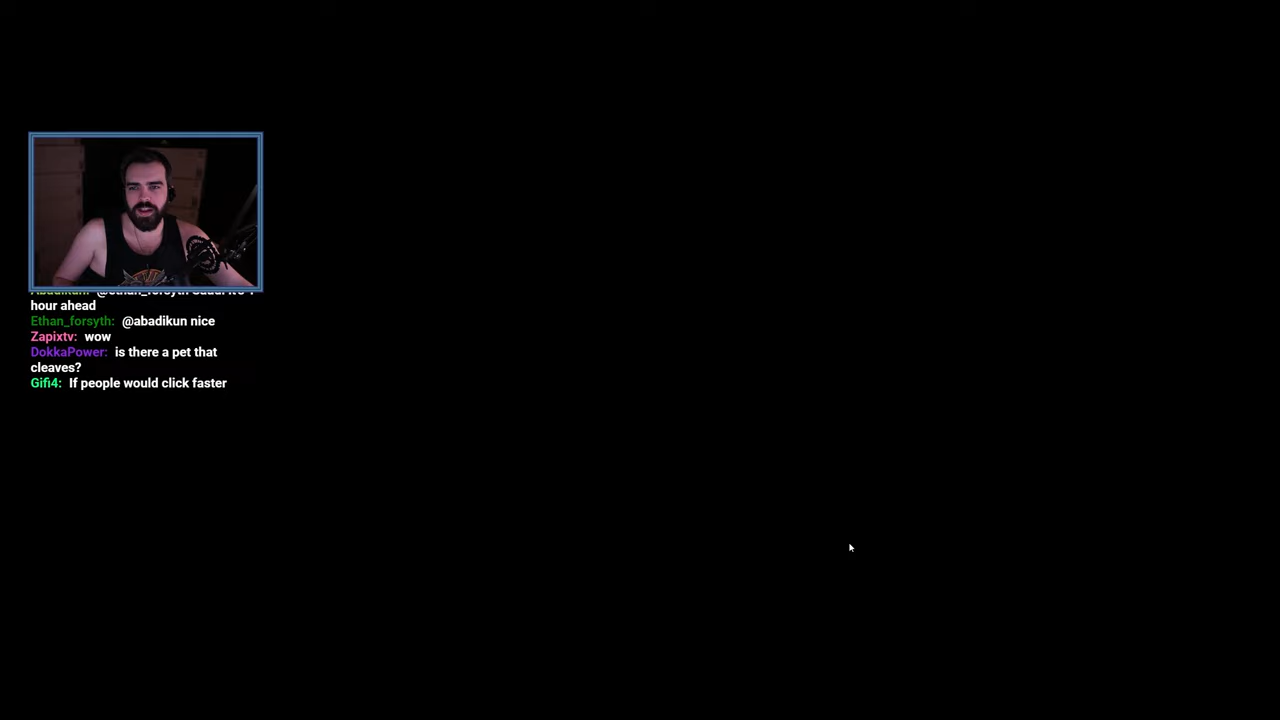 hour ahead
Ethan_forsyth: @abadikun nice
Zapixtv: wow
DokkaPower: is there a pet that
cleaves?
Gifi4: If people would click faster